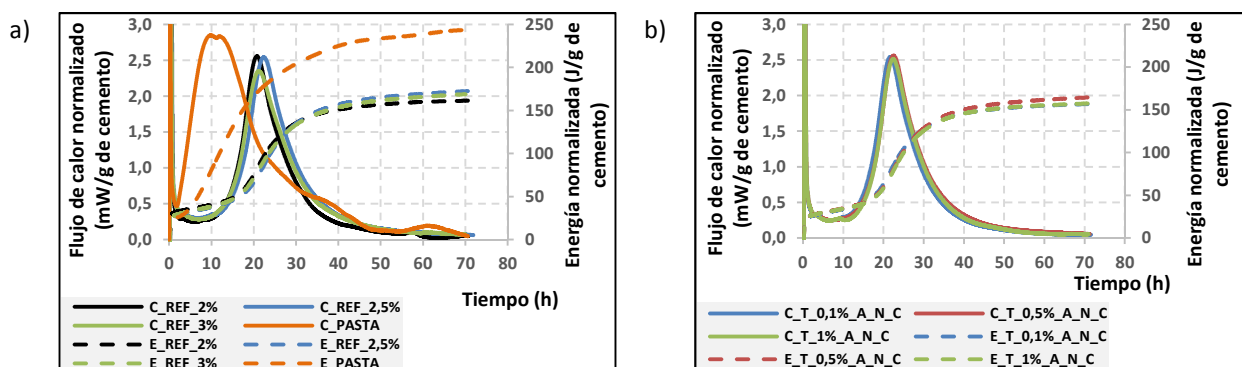 a)
Flujo de calor normalizado
(mW/g de cemento)
3,0
2,5
2,0
1,5
1,0
0,5
0,0
250
200
150
100
50
0
Energía normalizada (J/g de
cemento)
0 10 20 30 40 50 60 70 80
Tiempo (h)
C_REF_2% C_REF_2,5%
C_REF_3% C_PASTA
E_REF_2% E_REF_2,5%
E_REF_3% E_PASTA
b)
Flujo de calor normalizado
(mW/g de cemento)
3,0
2,5
2,0
1,5
1,0
0,5
0,0
250
200
150
100
50
0
Energía normalizada (J/g de
cemento)
0 10 20 30 40 50 60 70 80
Tiempo (h)
C_T_0,1%_A_N_C C_T_0,5%_A_N_C
C_T_1%_A_N_C E_T_0,1%_A_N_C
E_T_0,5%_A_N_C E_T_1%_A_N_C